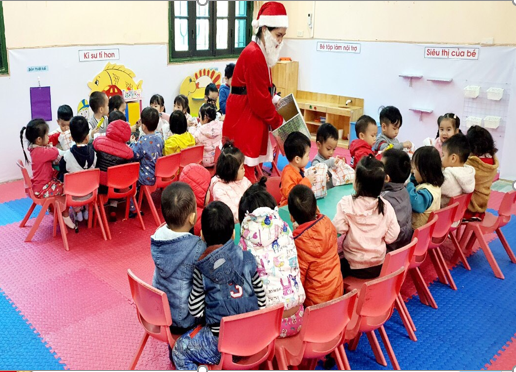 Kĩ sư tí hon
Bé tập làm nội trợ
Siêu thị của bé